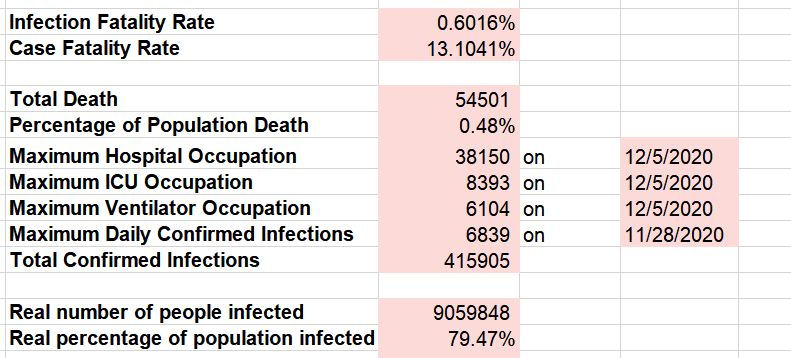 Infection Fatality Rate 0.6016%
Case Fatality Rate 13.1041%
Total Death 54501
Percentage of Population Death 0.48%
Maximum Hospital Occupation 38150 on 12/5/2020
Maximum ICU Occupation 8393 on 12/5/2020
Maximum Ventilator Occupation 6104 on 12/5/2020
Maximum Daily Confirmed Infections 6839 on 11/28/2020
Total Confirmed Infections 415905
Real number of people infected 9059848
Real percentage of population infected 79.47%